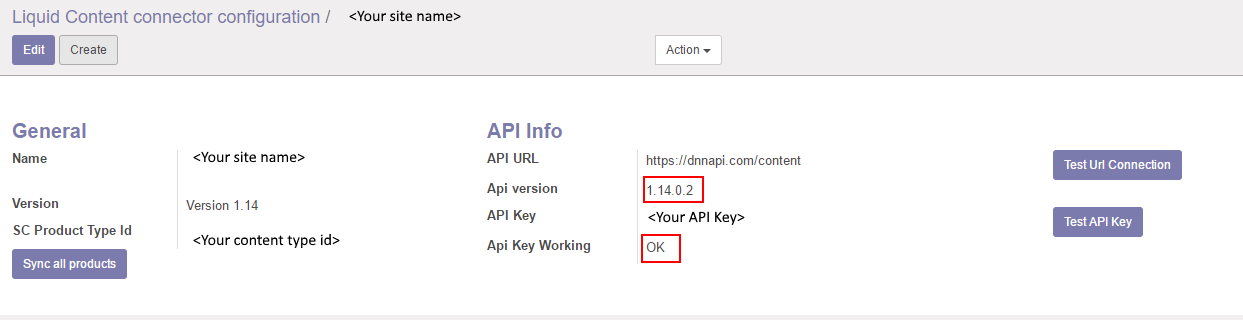 Liquid Content connector configuration / <Your site name>
Edit Create Action
General
Name <Your site name>
Version Version 1.14
SC Product Type Id <Your content type id>
Sync all products
API Info
API URL https://dnnapi.com/content Test Url Connection
Api version 1.14.0.2
API Key <Your API Key> Test API Key
Api Key Working OK